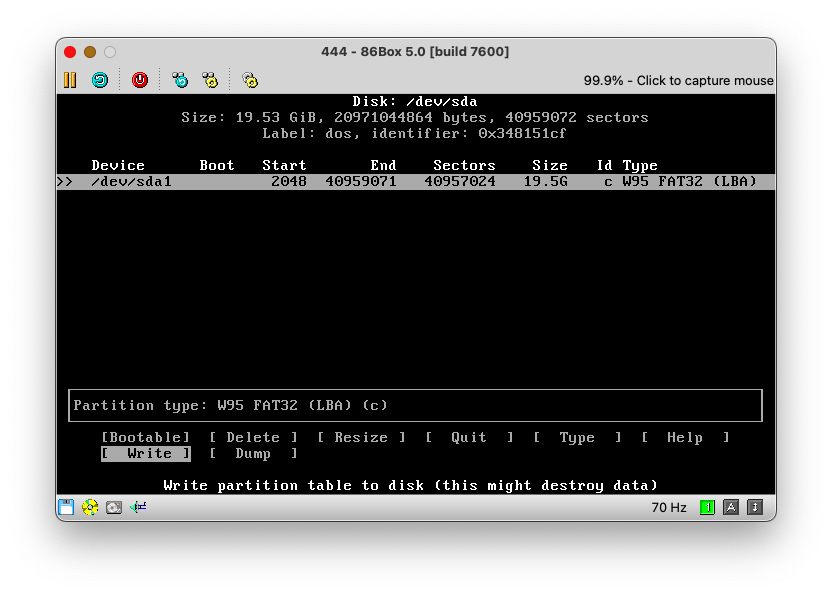 444 - 86Box 5.0 [build 7600]
99.9% - Click to capture mouse
Disk: /dev/sda
Size: 19.53 GiB, 20971044864 bytes, 40959072 sectors
Label: dos, identifier: 0x348151cf
Device Boot Start End Sectors Size Id Type
>> /dev/sda1 2048 40959071 40957024 19.5G c W95 FAT32 (LBA)
Partition type: W95 FAT32 (LBA) (c)
[Bootable] [ Delete ] [ Resize ] [ Quit ] [ Type ] [ Help ]
[ Write ] [ Dump ]
Write partition table to disk (this might destroy data)
70 Hz 1 A